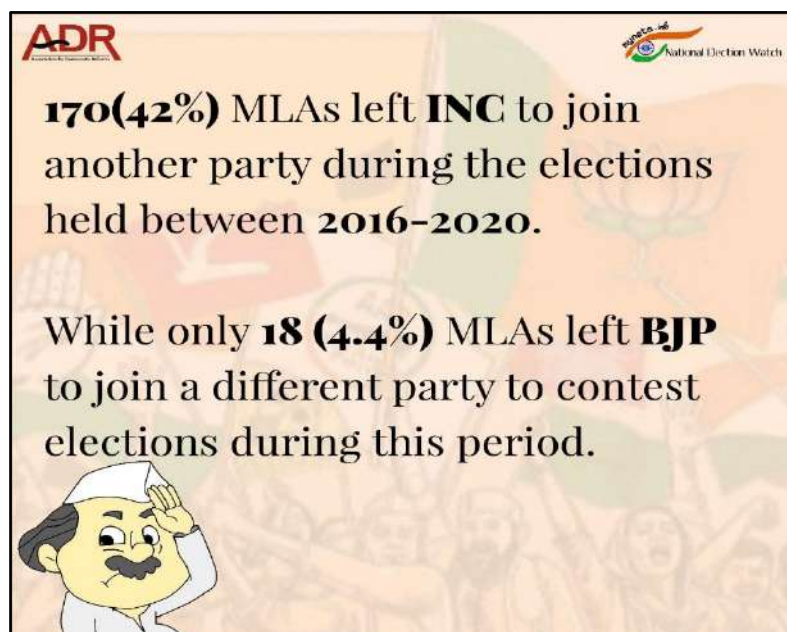 ADR
myneta.info
National Election Watch
170(42%) MLAs left INC to join
another party during the elections
held between 2016-2020.
While only 18 (4.4%) MLAs left BJP
to join a different party to contest
elections during this period.